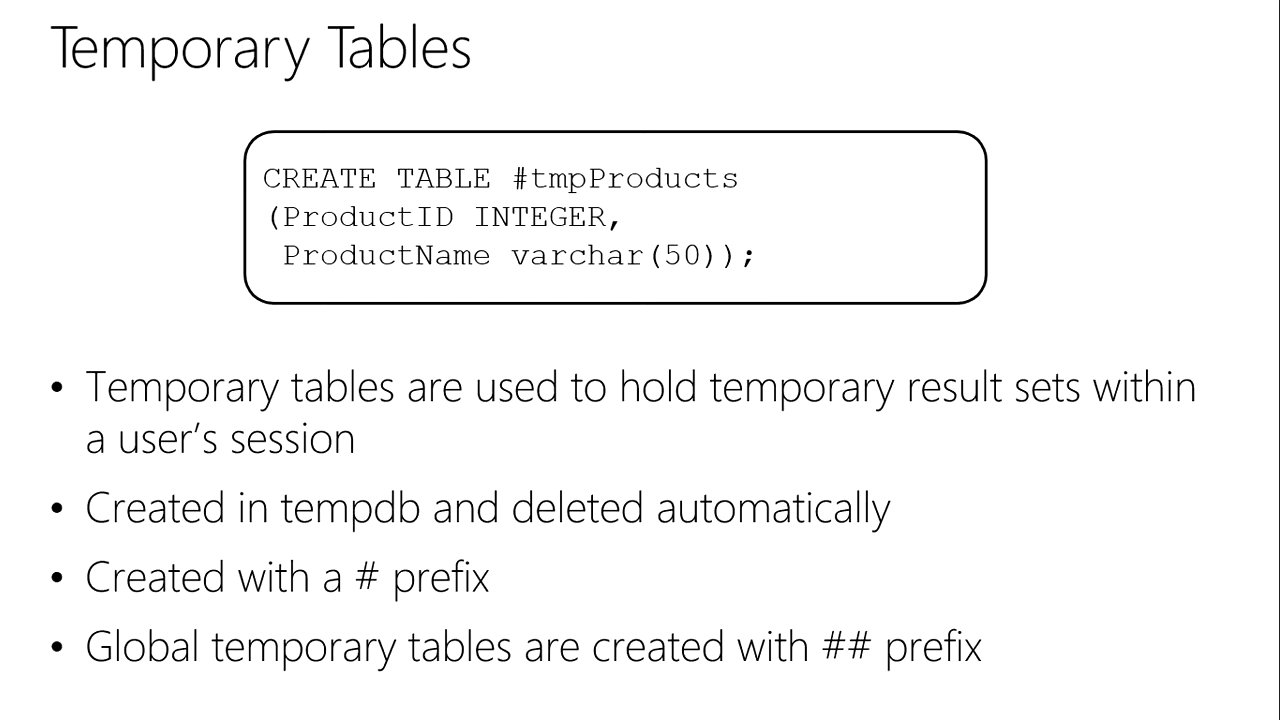 Temporary Tables
CREATE TABLE #tmpProducts
(ProductID INTEGER,
ProductName varchar(50));
• Temporary tables are used to hold temporary result sets within
a user’s session
• Created in tempdb and deleted automatically
• Created with a # prefix
• Global temporary tables are created with ## prefix